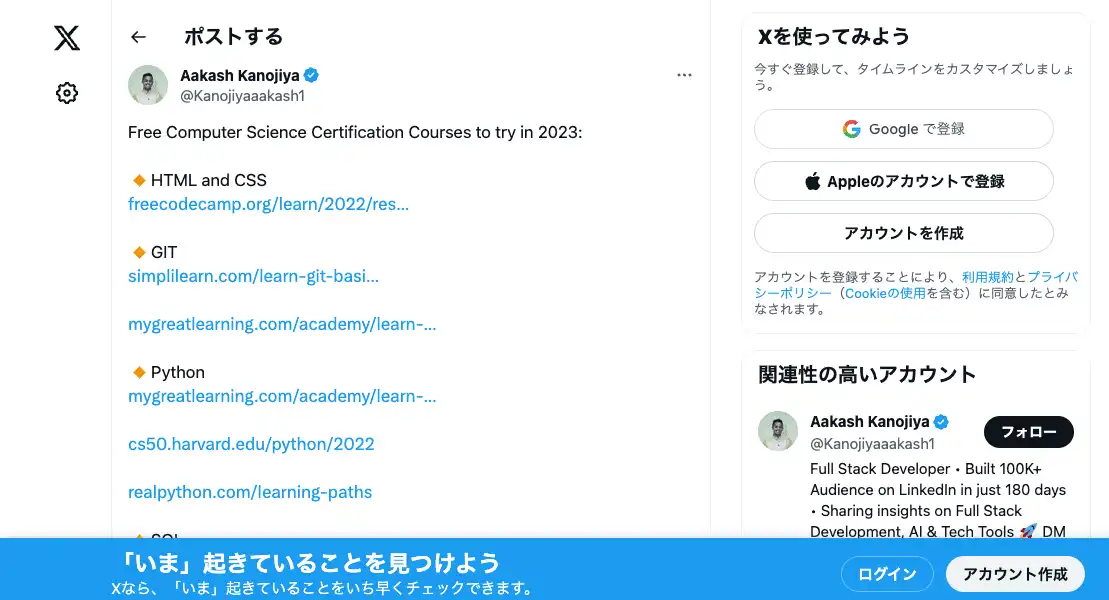 ポストする
Aakash Kanojiya
@Kanojiyaaakash1
Free Computer Science Certification Courses to try in 2023:
HTML and CSS
freecodecamp.org/learn/2022/res...
GIT
simplilearn.com/learn-git-basi...
mygreatlearning.com/academy/learn-...
Python
mygreatlearning.com/academy/learn-...
cs50.harvard.edu/python/2022
realpython.com/learning-paths
Xを使ってみよう
今すぐ登録して、タイムラインをカスタマイズしましょ
う。
Google で登録
Appleのアカウントで登録
アカウントを作成
アカウントを登録することにより、利用規約とプライバ
シーポリシー（Cookieの使用を含む）に同意したとみ
なされます。
関連性の高いアカウント
Aakash Kanojiya
@Kanojiyaaakash1
フォロー
Full Stack Developer • Built 100K+
Audience on LinkedIn in just 180 days
• Sharing insights on Full Stack
Development, AI & Tech Tools 🚀 DM
「いま」起きていることを見つけよう
Xなら、「いま」起きていることをいち早くチェックできます。
ログイン
アカウント作成